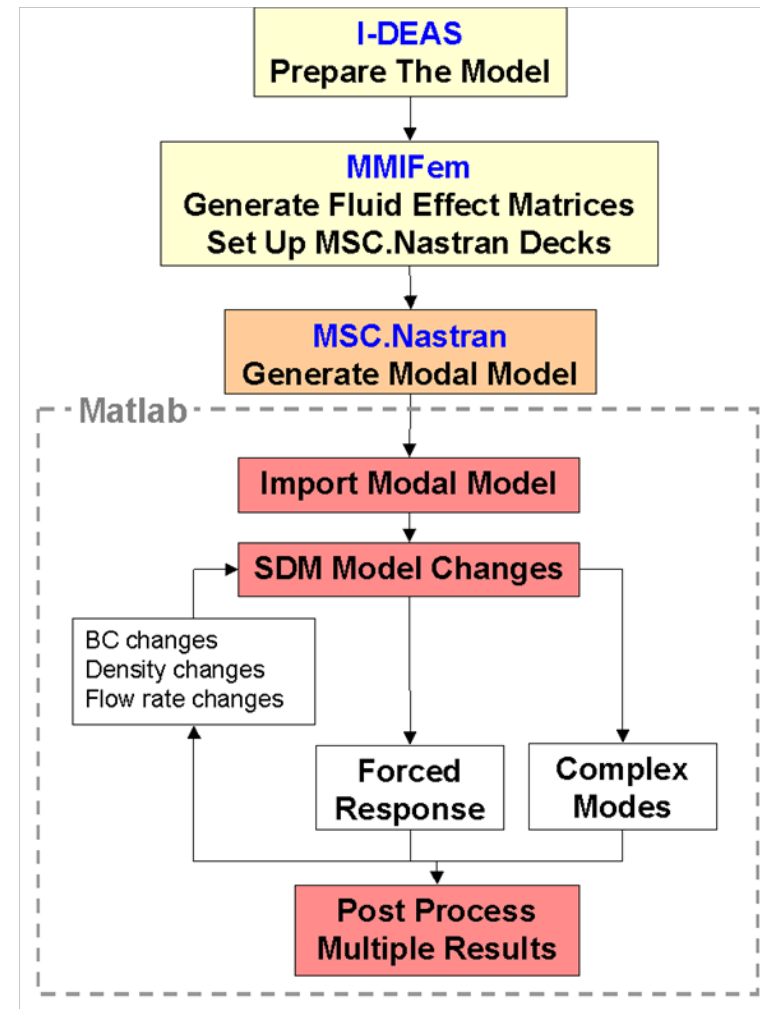 I-DEAS
Prepare The Model
MMIFem
Generate Fluid Effect Matrices
Set Up MSC.Nastran Decks
MSC.Nastran
Generate Modal Model
Matlab
Import Modal Model
SDM Model Changes
BC changes
Density changes
Flow rate changes
Forced
Response
Complex
Modes
Post Process
Multiple Results